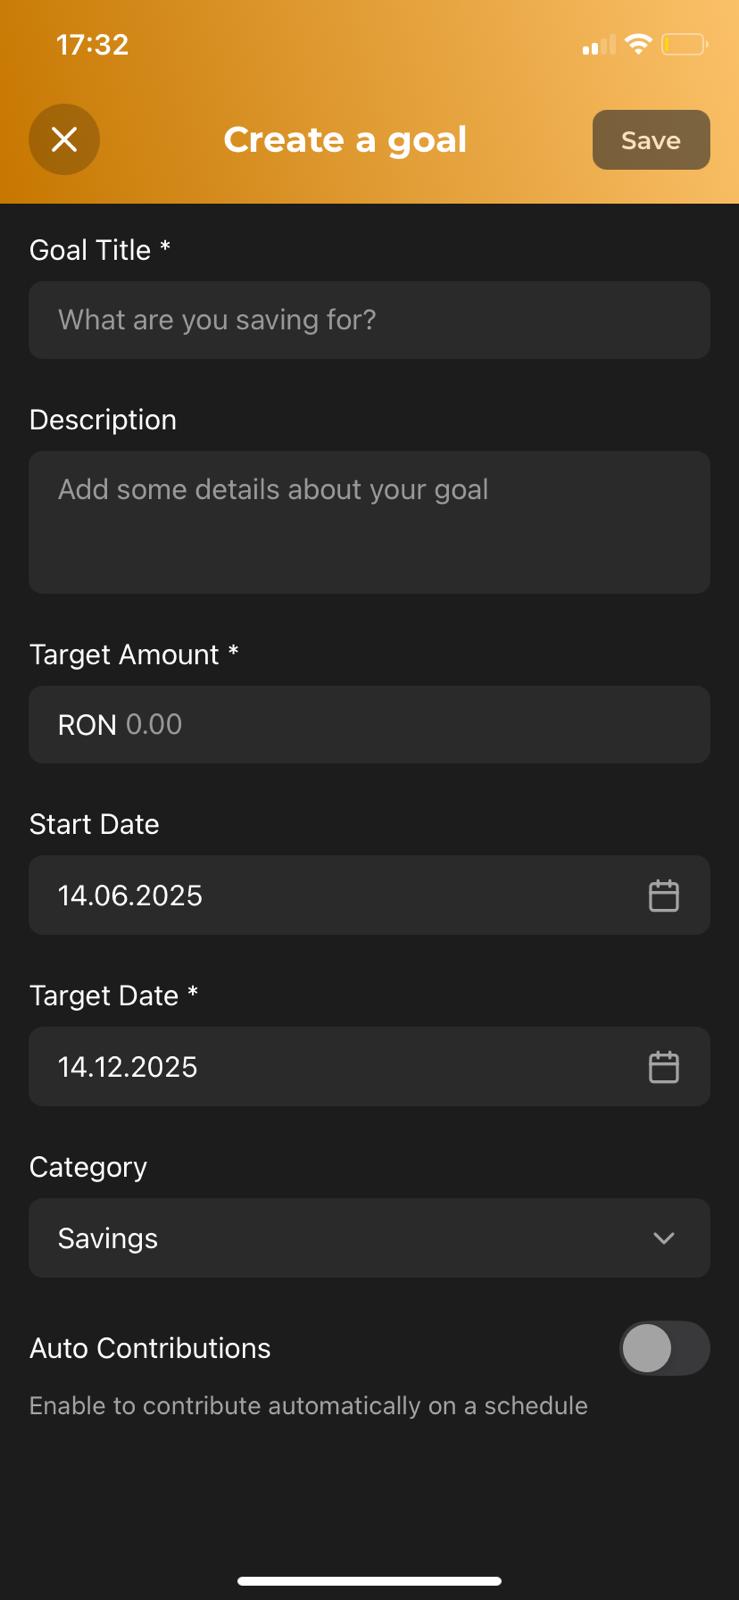 17:32
Create a goal
Save
Goal Title *
What are you saving for?
Description
Add some details about your goal
Target Amount *
RON 0.00
Start Date
14.06.2025
Target Date *
14.12.2025
Category
Savings
Auto Contributions
Enable to contribute automatically on a schedule